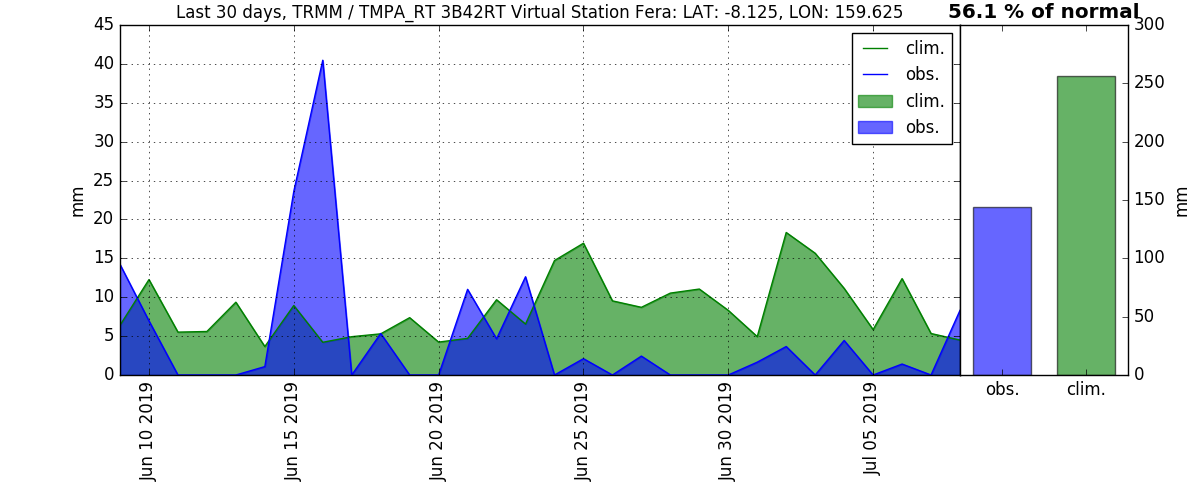 Last 30 days, TRMM / TMPA_RT 3B42RT Virtual Station Fera: LAT: -8.125, LON: 159.625
56.1 % of normal
45
40
35
30
25
20
15
10
5
0
mm
clim.
obs.
clim.
obs.
Jun 10 2019
Jun 15 2019
Jun 20 2019
Jun 25 2019
Jun 30 2019
Jul 05 2019
300
250
200
150
100
50
0
mm
obs.
clim.